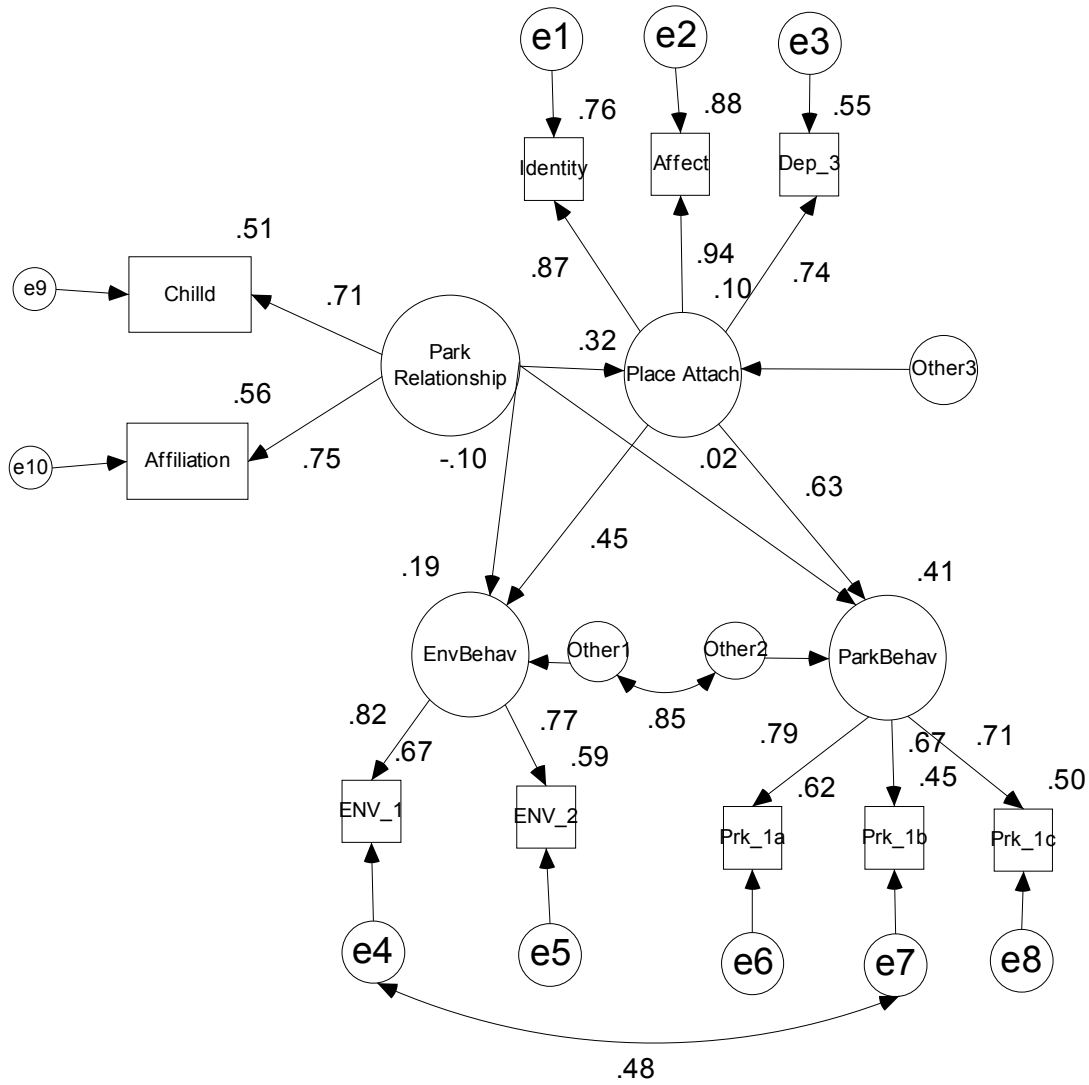 e1
e2
e3
.76
.88
.55
Identity
Affect
Dep_3
.51
e9
Chilld
.71
.87
.94
.10
.74
Park
Relationship
.32
Place Attach
Other3
.56
e10
Affiliation
.75
-.10
.02
.63
.45
.19
.41
EnvBehav
Other1
Other2
ParkBehav
.85
.82
.67
.77
.59
.79
.62
.67
.45
.71
.50
ENV_1
ENV_2
Prk_1a
Prk_1b
Prk_1c
e4
e5
e6
e7
e8
.48